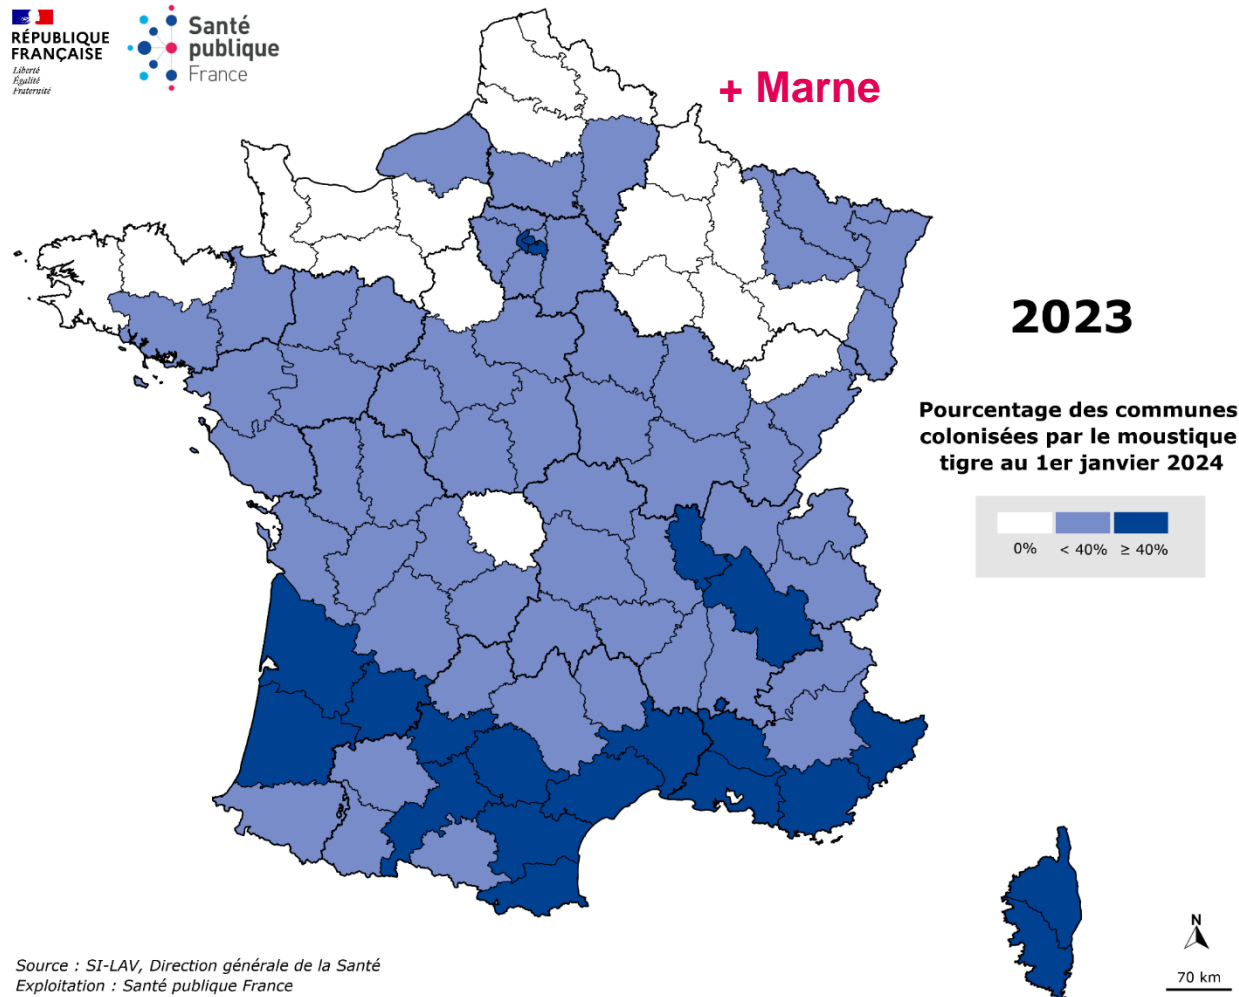 RÉPUBLIQUE
FRANÇAISE
Liberté
Égalité
Fraternité
Santé
publique
France
+ Marne
2023
Pourcentage des communes
colonisées par le moustique
tigre au 1er janvier 2024
0% < 40% ≥ 40%
N
70 km
Source : SI-LAV, Direction générale de la Santé
Exploitation : Santé publique France